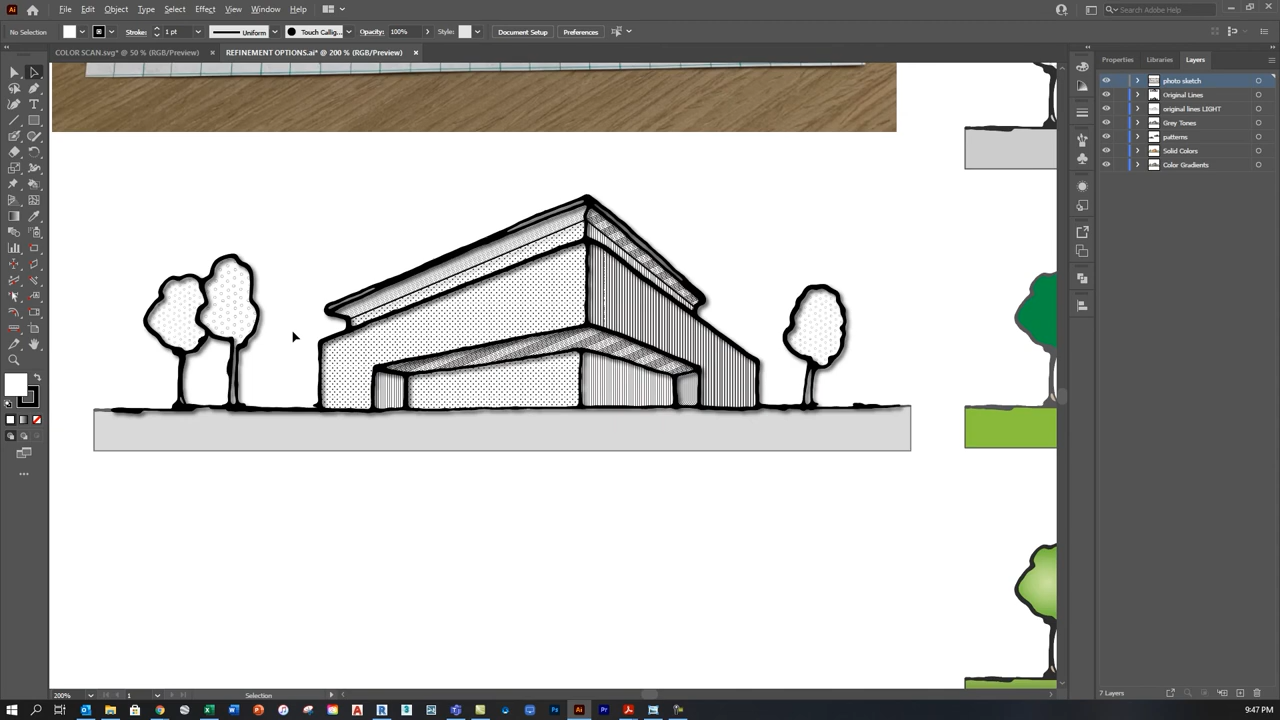 Ai File Edit Object Type Select Effect View Window Help Search Adobe Help
No Selection Stroke: 1 pt Uniform Touch Callig... Opacity: 100% Style: Document Setup Preferences
COLOR SCAN.svg* @ 50 % (RGB/Preview) × REFINEMENT OPTIONS.ai* @ 200 % (RGB/Preview) ×
Properties Libraries Layers
photo sketch
Original Lines
original lines LIGHT
Grey Tones
patterns
Solid Colors
Color Gradients
200% 1 Selection 7 Layers
9:47 PM